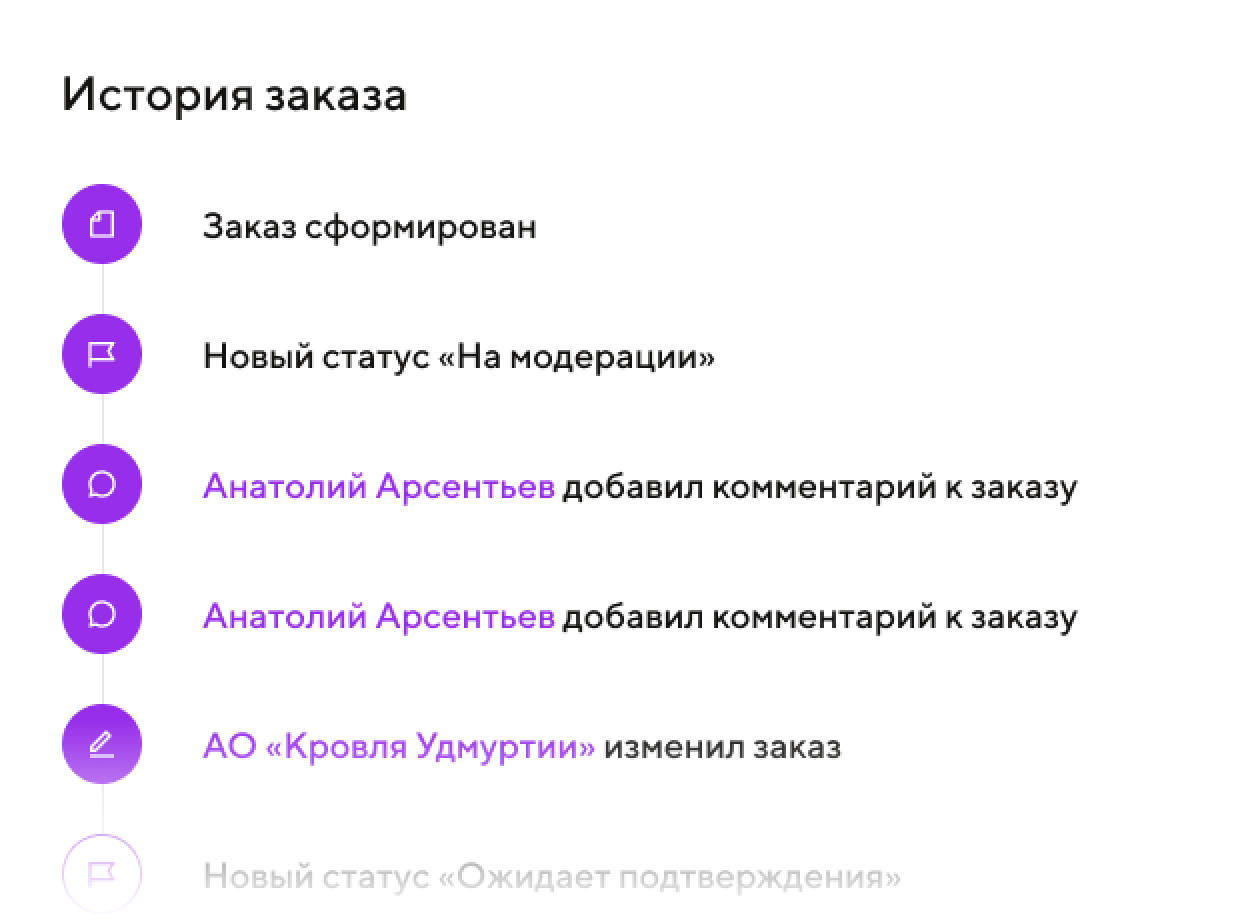 История заказа
Заказ сформирован
Новый статус «На модерации»
Анатолий Арсентьев добавил комментарий к заказу
Анатолий Арсентьев добавил комментарий к заказу
АО «Кровля Удмуртии» изменил заказ
Новый статус «Ожидает подтверждения»